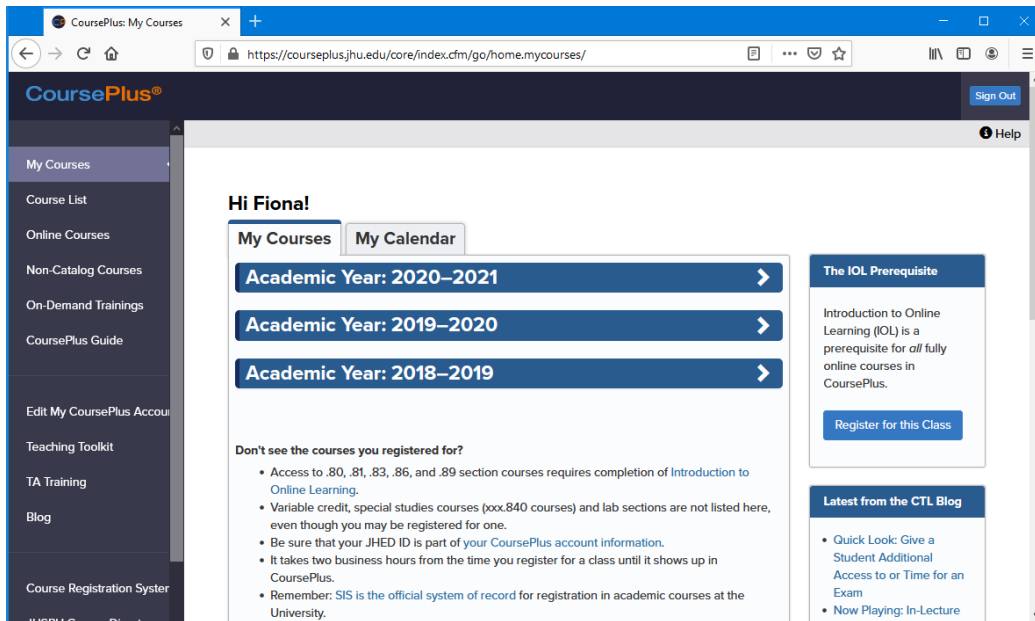 CoursePlus: My Courses
https://courseplus.jhu.edu/core/index.cfm/go/home.mycourses/
CoursePlus®
Sign Out
Help
My Courses
Course List
Online Courses
Non-Catalog Courses
On-Demand Trainings
CoursePlus Guide
Edit My CoursePlus Accou
Teaching Toolkit
TA Training
Blog
Course Registration Syster
Hi Fiona!
My Courses
My Calendar
Academic Year: 2020–2021
Academic Year: 2019–2020
Academic Year: 2018–2019
Don't see the courses you registered for?
• Access to .80, .81, .83, .86, and .89 section courses requires completion of Introduction to
Online Learning.
• Variable credit, special studies courses (xxx.840 courses) and lab sections are not listed here,
even though you may be registered for one.
• Be sure that your JHED ID is part of your CoursePlus account information.
• It takes two business hours from the time you register for a class until it shows up in
CoursePlus.
• Remember: SIS is the official system of record for registration in academic courses at the
University.
The IOL Prerequisite
Introduction to Online
Learning (IOL) is a
prerequisite for all fully
online courses in
CoursePlus.
Register for this Class
Latest from the CTL Blog
• Quick Look: Give a
Student Additional
Access to or Time for an
Exam
• Now Playing: In-Lecture